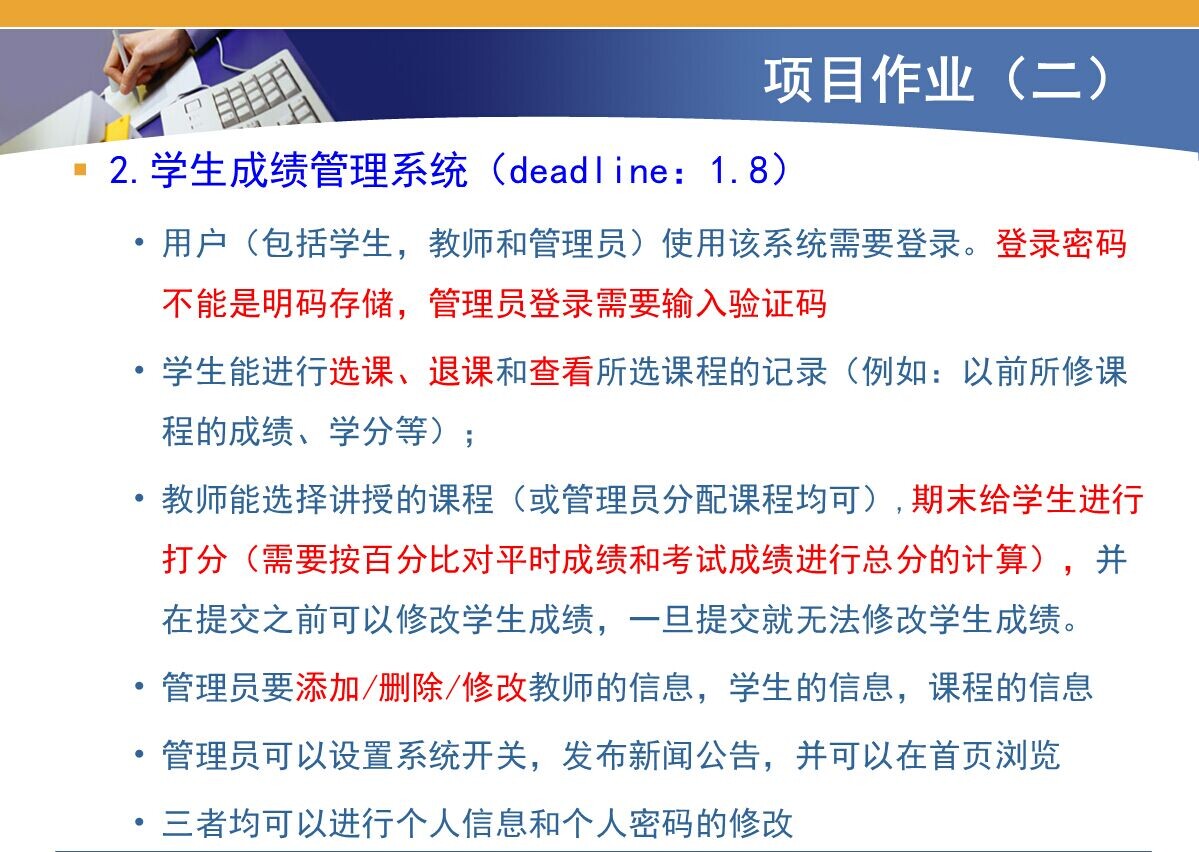 项目作业（二）
2.学生成绩管理系统（deadline：1.8）
用户（包括学生，教师和管理员）使用该系统需要登录。登录密码
不能是明码存储，管理员登录需要输入验证码
学生能进行选课、退课和查看所选课程的记录（例如：以前所修课
程的成绩、学分等）；
教师能选择讲授的课程（或管理员分配课程均可）,期末给学生进行
打分（需要按百分比对平时成绩和考试成绩进行总分的计算），并
在提交之前可以修改学生成绩，一旦提交就无法修改学生成绩。
管理员要添加/删除/修改教师的信息，学生的信息，课程的信息
管理员可以设置系统开关，发布新闻公告，并可以在首页浏览
三者均可以进行个人信息和个人密码的修改